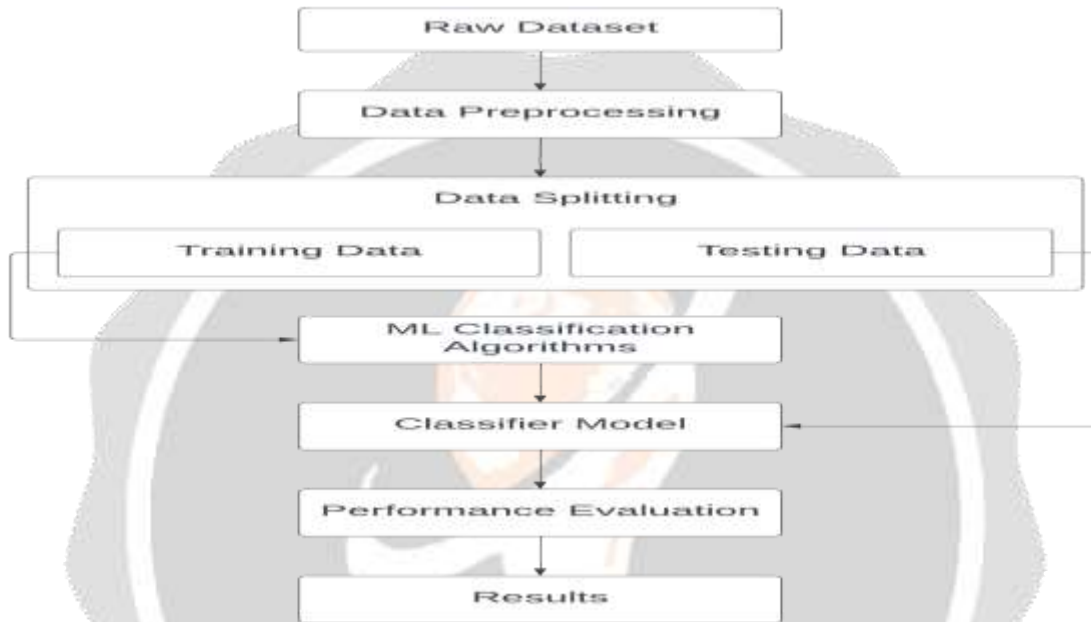 Raw Dataset
Data Preprocessing
Data Splitting
Training Data
Testing Data
ML Classification
Algorithms
Classifier Model
Performance Evaluation
Results